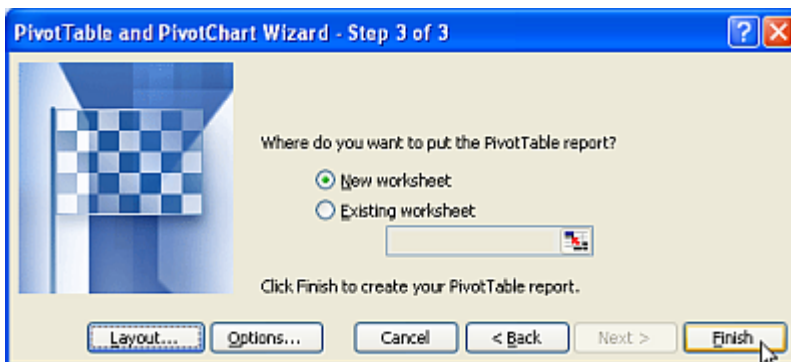 PivotTable and PivotChart Wizard - Step 3 of 3
Where do you want to put the PivotTable report?
New worksheet
Existing worksheet
Click Finish to create your PivotTable report.
Layout... Options... Cancel < Back Next > Finish